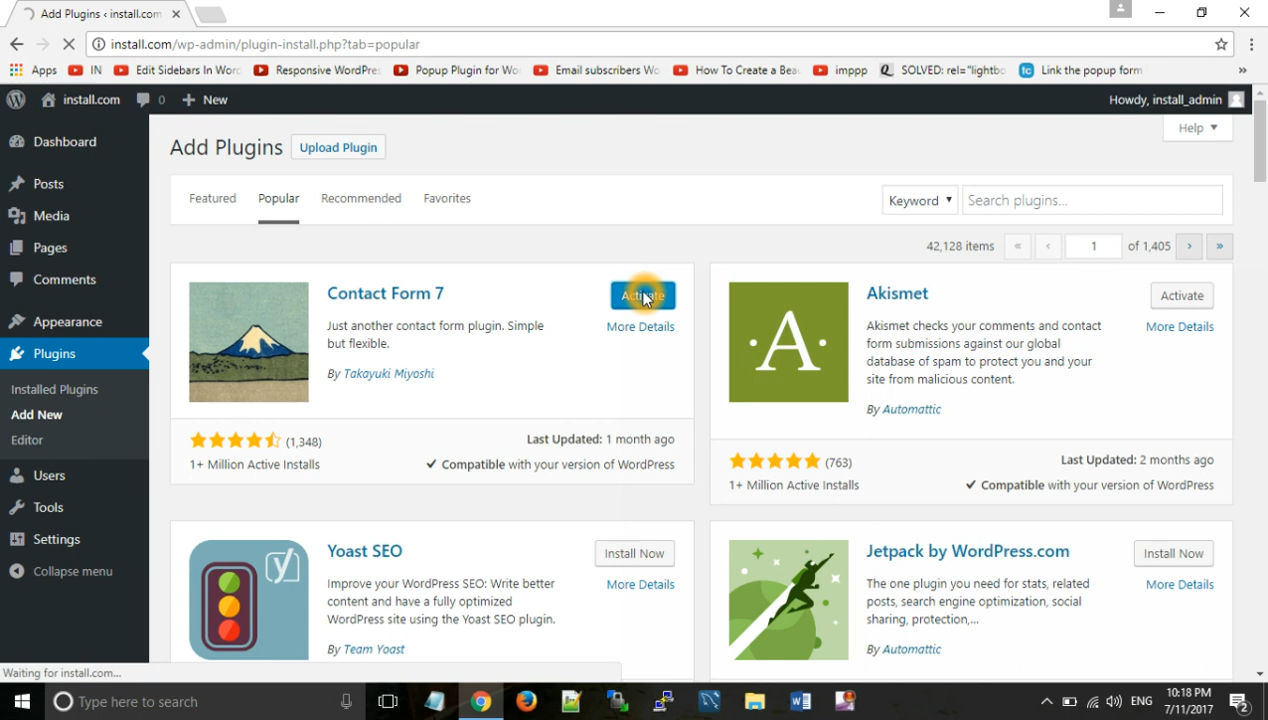 Add Plugins ‹ install.com
install.com/wp-admin/plugin-install.php?tab=popular
Apps IN Edit Sidebars In Wor Responsive WordPres Popup Plugin for Wo Email subscribers Wo How To Create a Bea imppp SOLVED: rel="lightbo Link the popup form »
install.com 0 + New Howdy, install_admin
Help
Dashboard
Posts
Media
Pages
Comments
Appearance
Plugins
Installed Plugins
Add New
Editor
Users
Tools
Settings
Collapse menu
Add Plugins Upload Plugin
Featured Popular Recommended Favorites Keyword Search plugins...
42,128 items « ‹ 1 of 1,405 › »
Contact Form 7
Activate
More Details
Just another contact form plugin. Simple
but flexible.
By Takayuki Miyoshi
(1,348)
1+ Million Active Installs
Last Updated: 1 month ago
Compatible with your version of WordPress
A
Akismet
Activate
More Details
Akismet checks your comments and contact
form submissions against our global
database of spam to protect you and your
site from malicious content.
By Automattic
(763)
1+ Million Active Installs
Last Updated: 2 months ago
Compatible with your version of WordPress
y
Yoast SEO
Install Now
More Details
Improve your WordPress SEO: Write better
content and have a fully optimized
WordPress site using the Yoast SEO plugin.
By Team Yoast
Jetpack by WordPress.com
Install Now
More Details
The one plugin you need for stats, related
posts, search engine optimization, social
sharing, protection,...
By Automattic
Waiting for install.com...
Type here to search
ENG
10:18 PM
7/11/2017
2